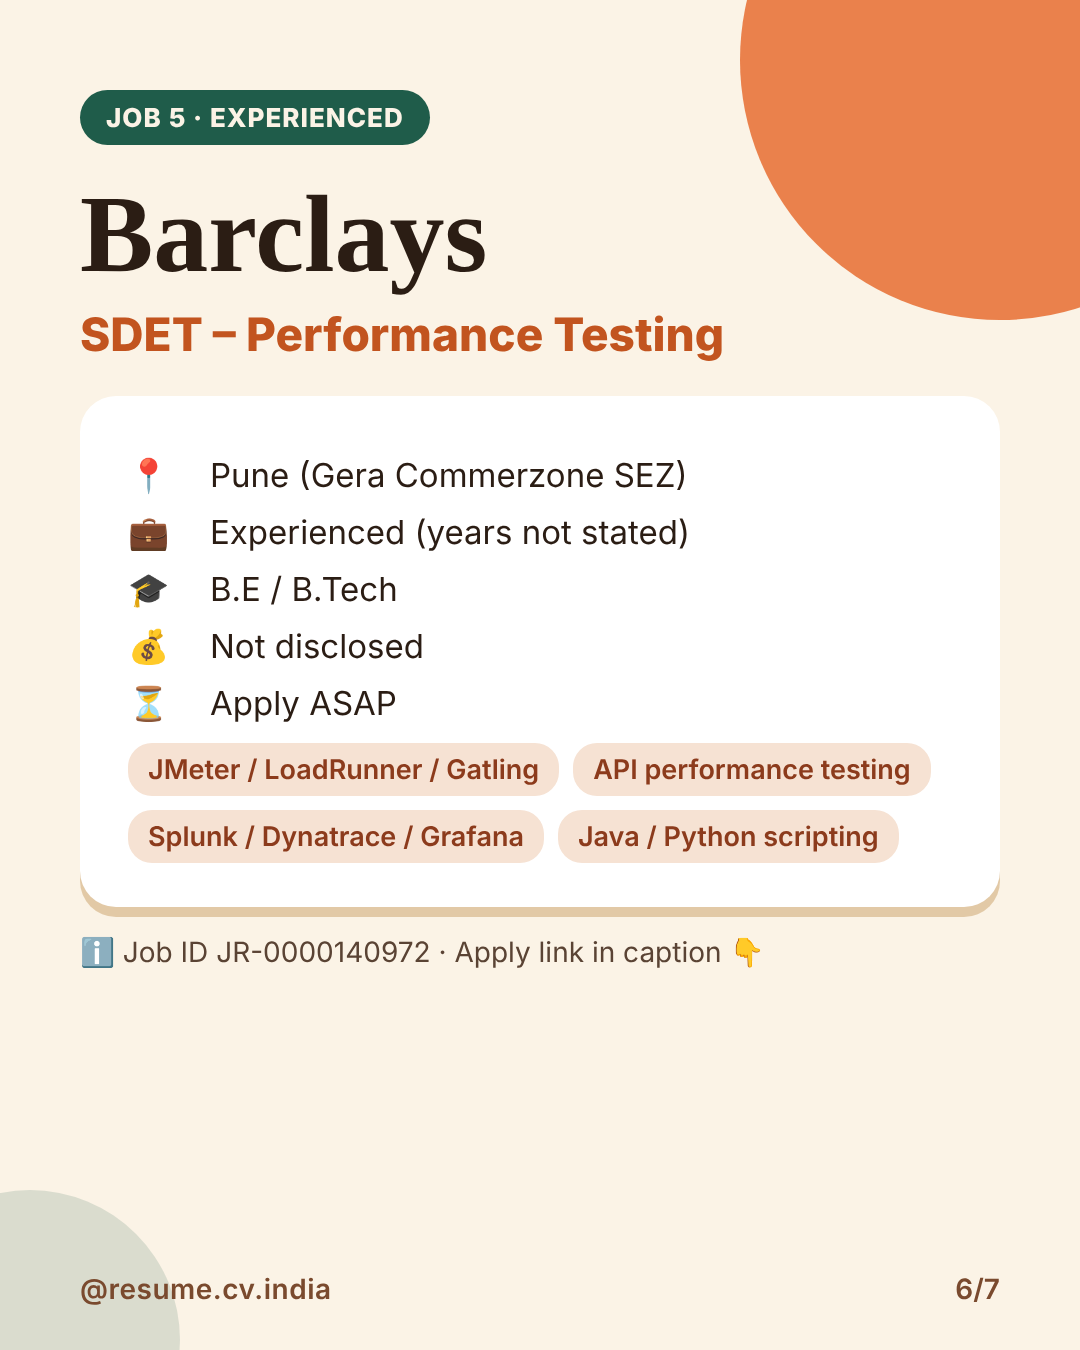 JOB 5 · EXPERIENCED
Barclays
SDET – Performance Testing
📍 Pune (Gera Commerzone SEZ)
💼 Experienced (years not stated)
🎓 B.E / B.Tech
💰 Not disclosed
⏳ Apply ASAP
JMeter / LoadRunner / Gatling API performance testing
Splunk / Dynatrace / Grafana Java / Python scripting
ℹ️ Job ID JR-0000140972 · Apply link in caption 👇
@resume.cv.india 6/7